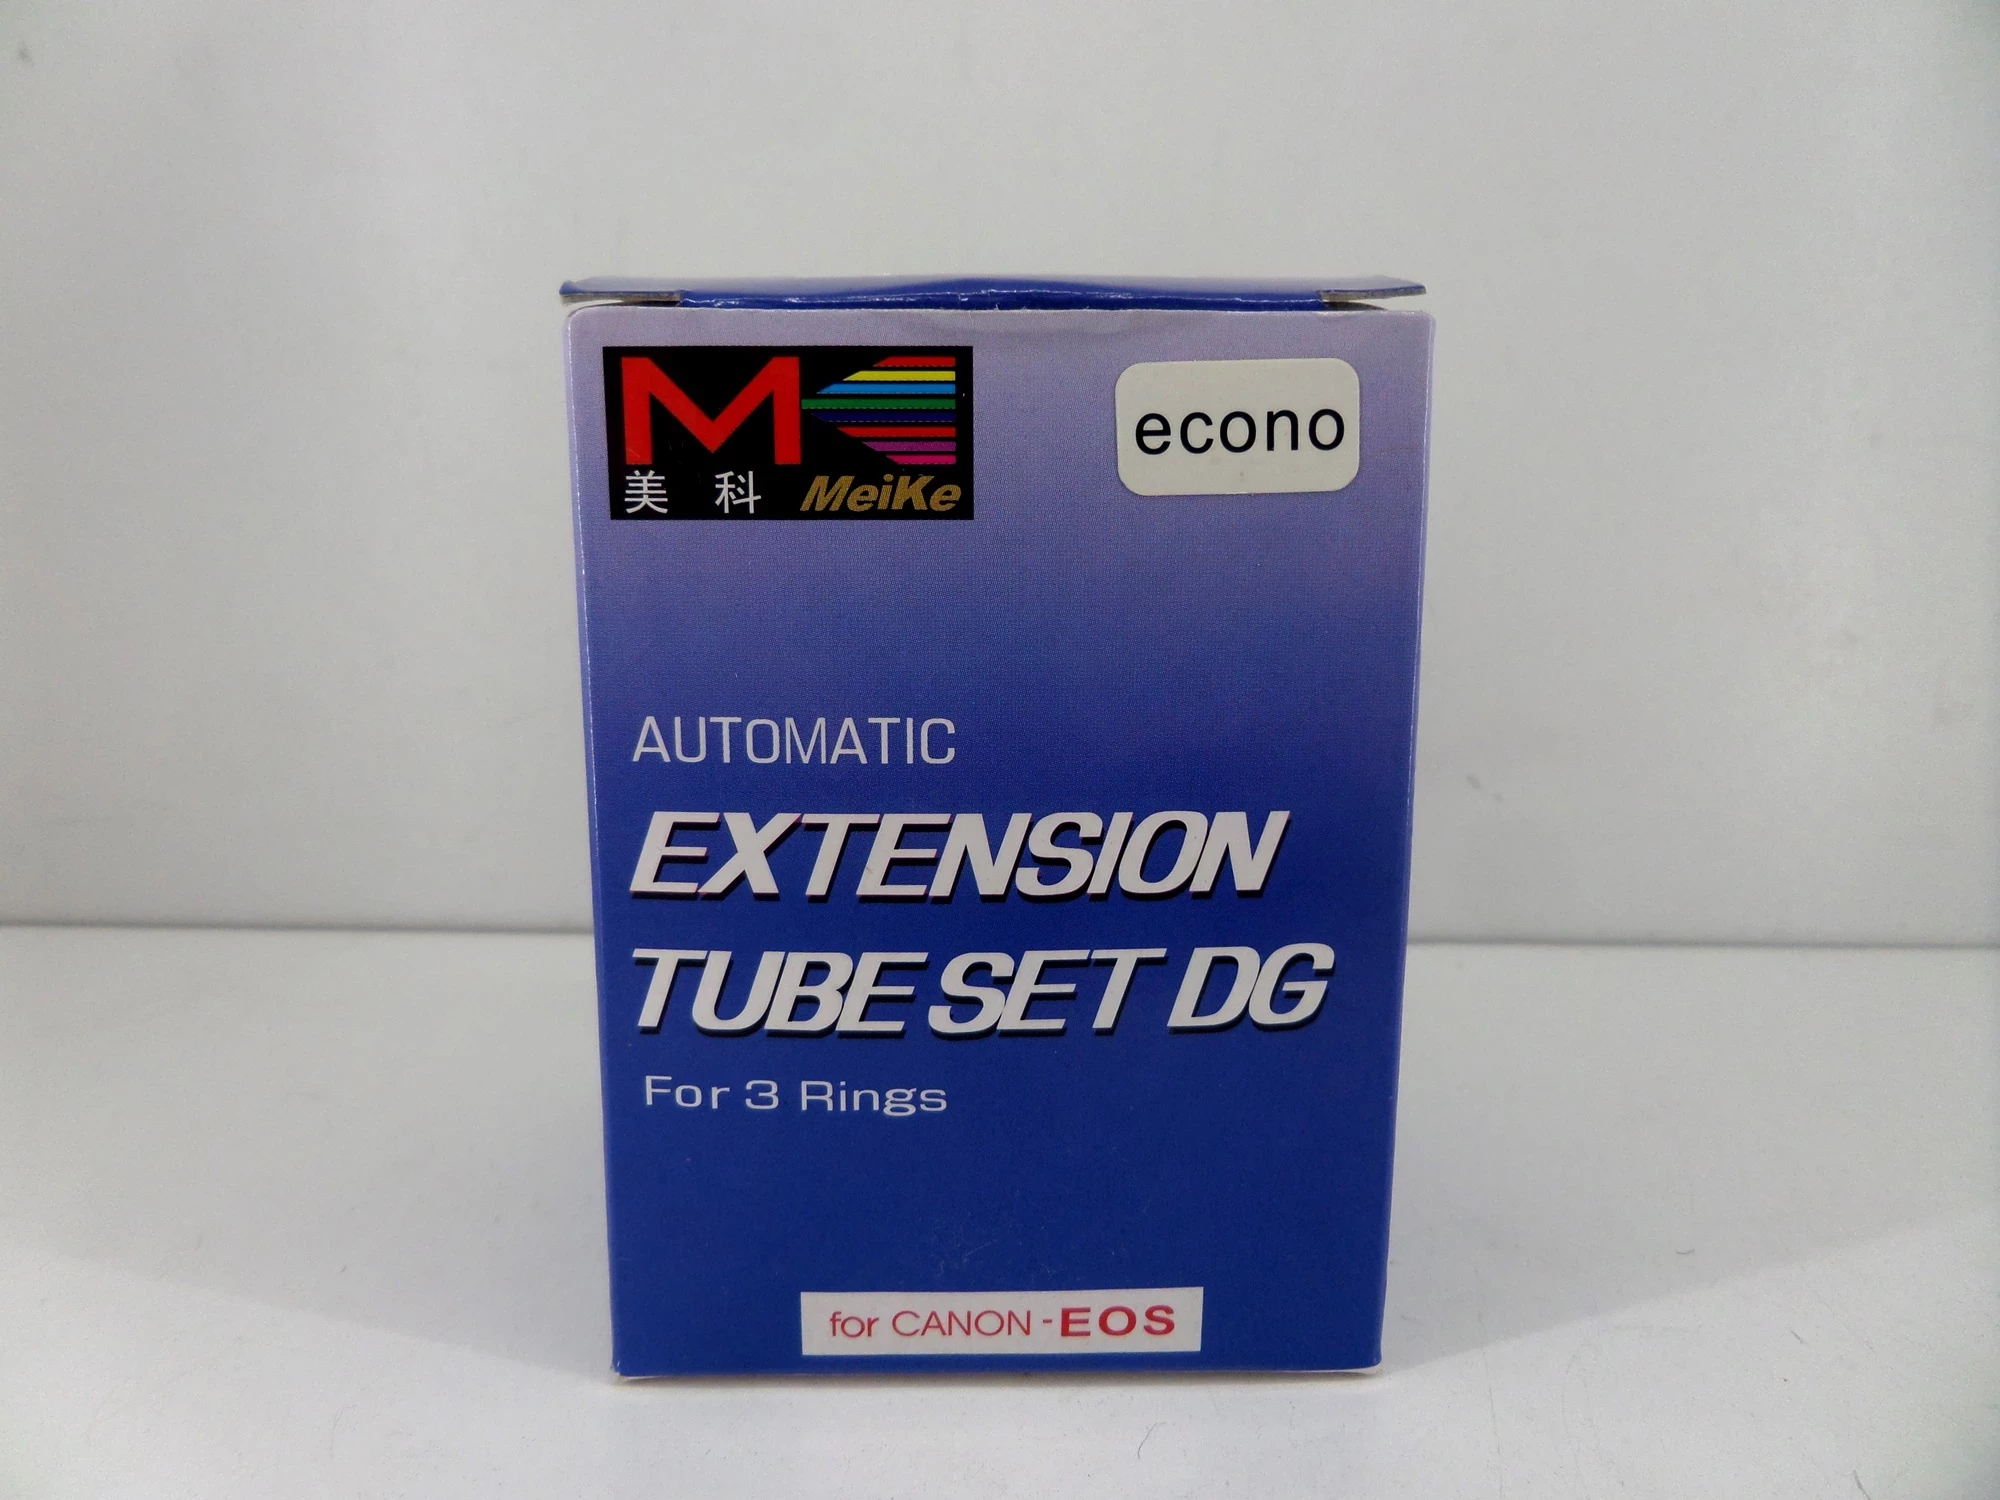 M
美 科 MeiKe
econo
AUTOMATIC
EXTENSION
TUBE SET DG
For 3 Rings
for CANON -EOS